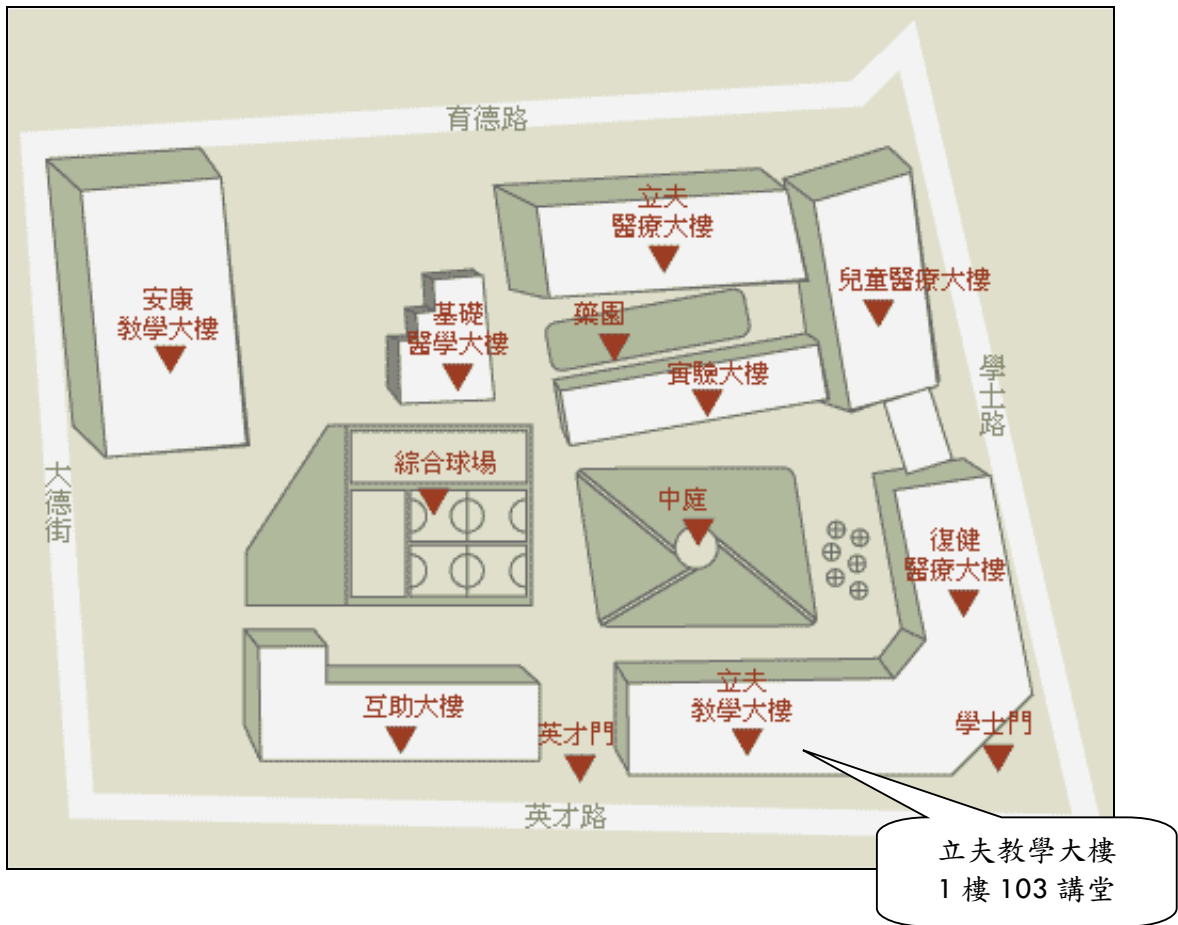 育德路
立夫
醫療大樓
兒童醫療大樓
安康
教學大樓
基礎
醫學大樓
藥園
實驗大樓
學士路
大德街
綜合球場
中庭
復健
醫療大樓
互助大樓
立夫
教學大樓
英才門
學士門
英才路
立夫教學大樓
1 樓 103 講堂